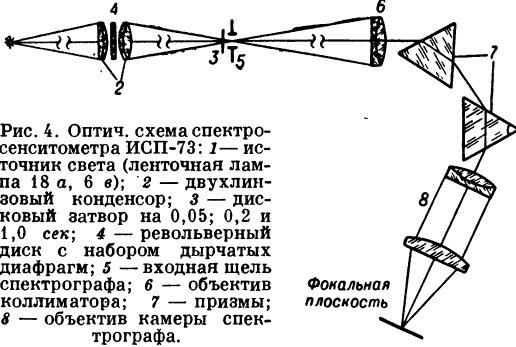 4
6
3
5
7
2
Рис. 4. Оптич. схема спектро-
сенситометра ИСП-73: 1 — ис-
точник света (ленточная лам-
па 18 а, 6 в); 2 — двухлин-
зовый конденсор; 3 — дис-
ковый затвор на 0,05; 0,2 и
1,0 сек; 4 — револьверный
диск с набором дырчатых
диафрагм; 5 — входная щель
спектрографа; 6 — объектив
коллиматора; 7 — призмы;
8 — объектив камеры спек-
трографа.
8
Фокальная
плоскость